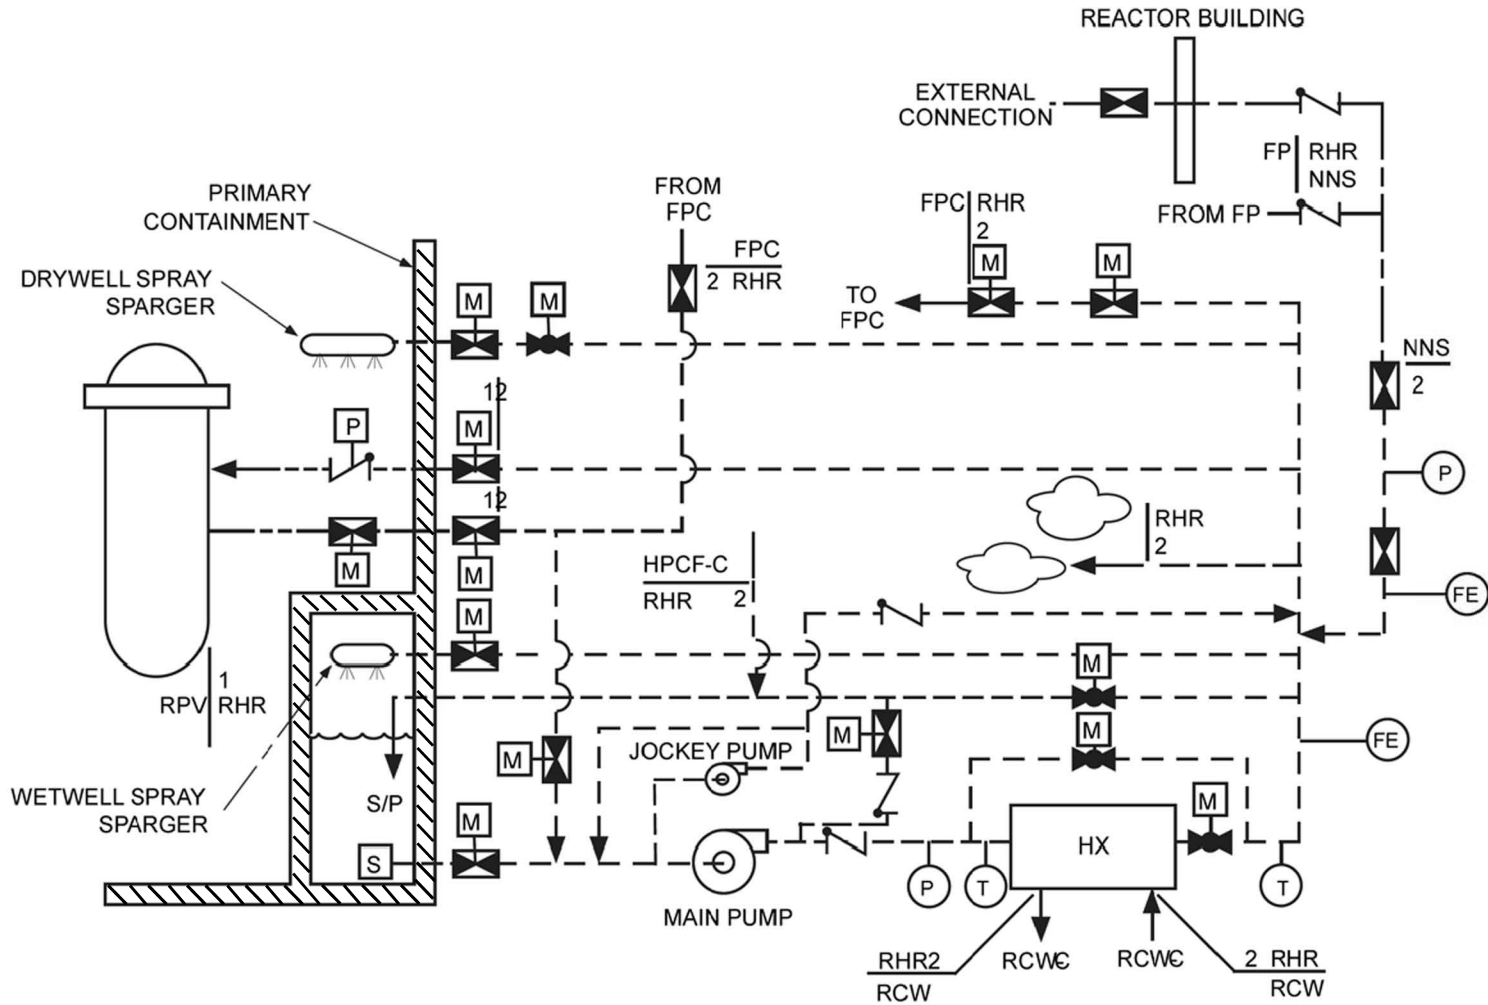 REACTOR BUILDING
EXTERNAL
CONNECTION
FP RHR
NNS
FROM FP
PRIMARY
CONTAINMENT
FROM
FPC
FPC RHR
2
FPC
2 RHR
DRYWELL SPRAY
SPARGER
M
M
M
M
TO
FPC
NNS
2
12
P
M
P
12
RHR
2
M
M
HPCF-C
RHR 2
FE
M
M
1
RPV RHR
M
M
FE
M
JOCKEY PUMP
WETWELL SPRAY
SPARGER
S/P
M
M
HX
S
MAIN PUMP
P
T
T
RHR2
RCW
RCWC
RCWC
2 RHR
RCW